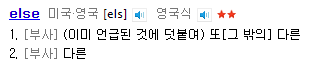 else 미국·영국 [els] 영국식 ★★
1. [부사] (이미 언급된 것에 덧붙여) 또[그 밖의] 다른
2. [부사] 다른